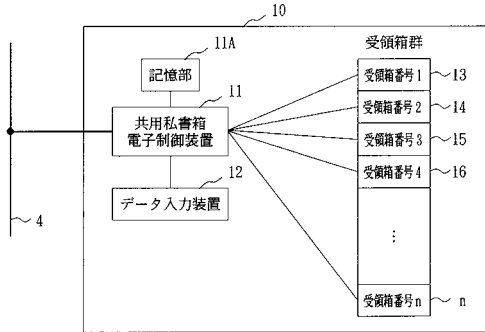 10
11A
記憶部
11
共用私書箱
電子制御装置
12
データ入力装置
4
受領箱群
受領箱番号1 13
受領箱番号2 14
受領箱番号3 15
受領箱番号4 16
⋮
受領箱番号n n